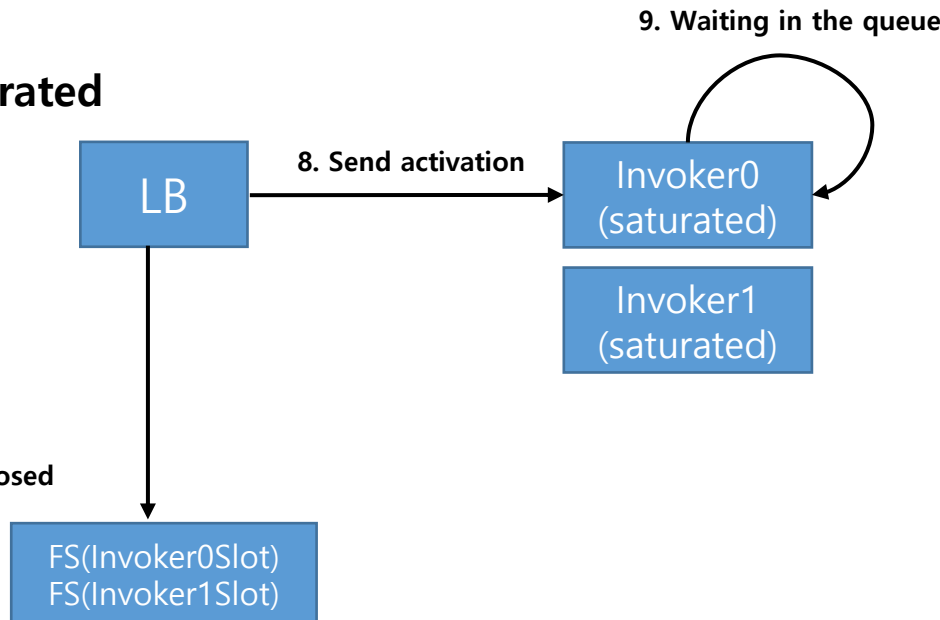 9. Waiting in the queue
rated
LB
8. Send activation
Invoker0
(saturated)
Invoker1
(saturated)
osed
FS(Invoker0Slot)
FS(Invoker1Slot)